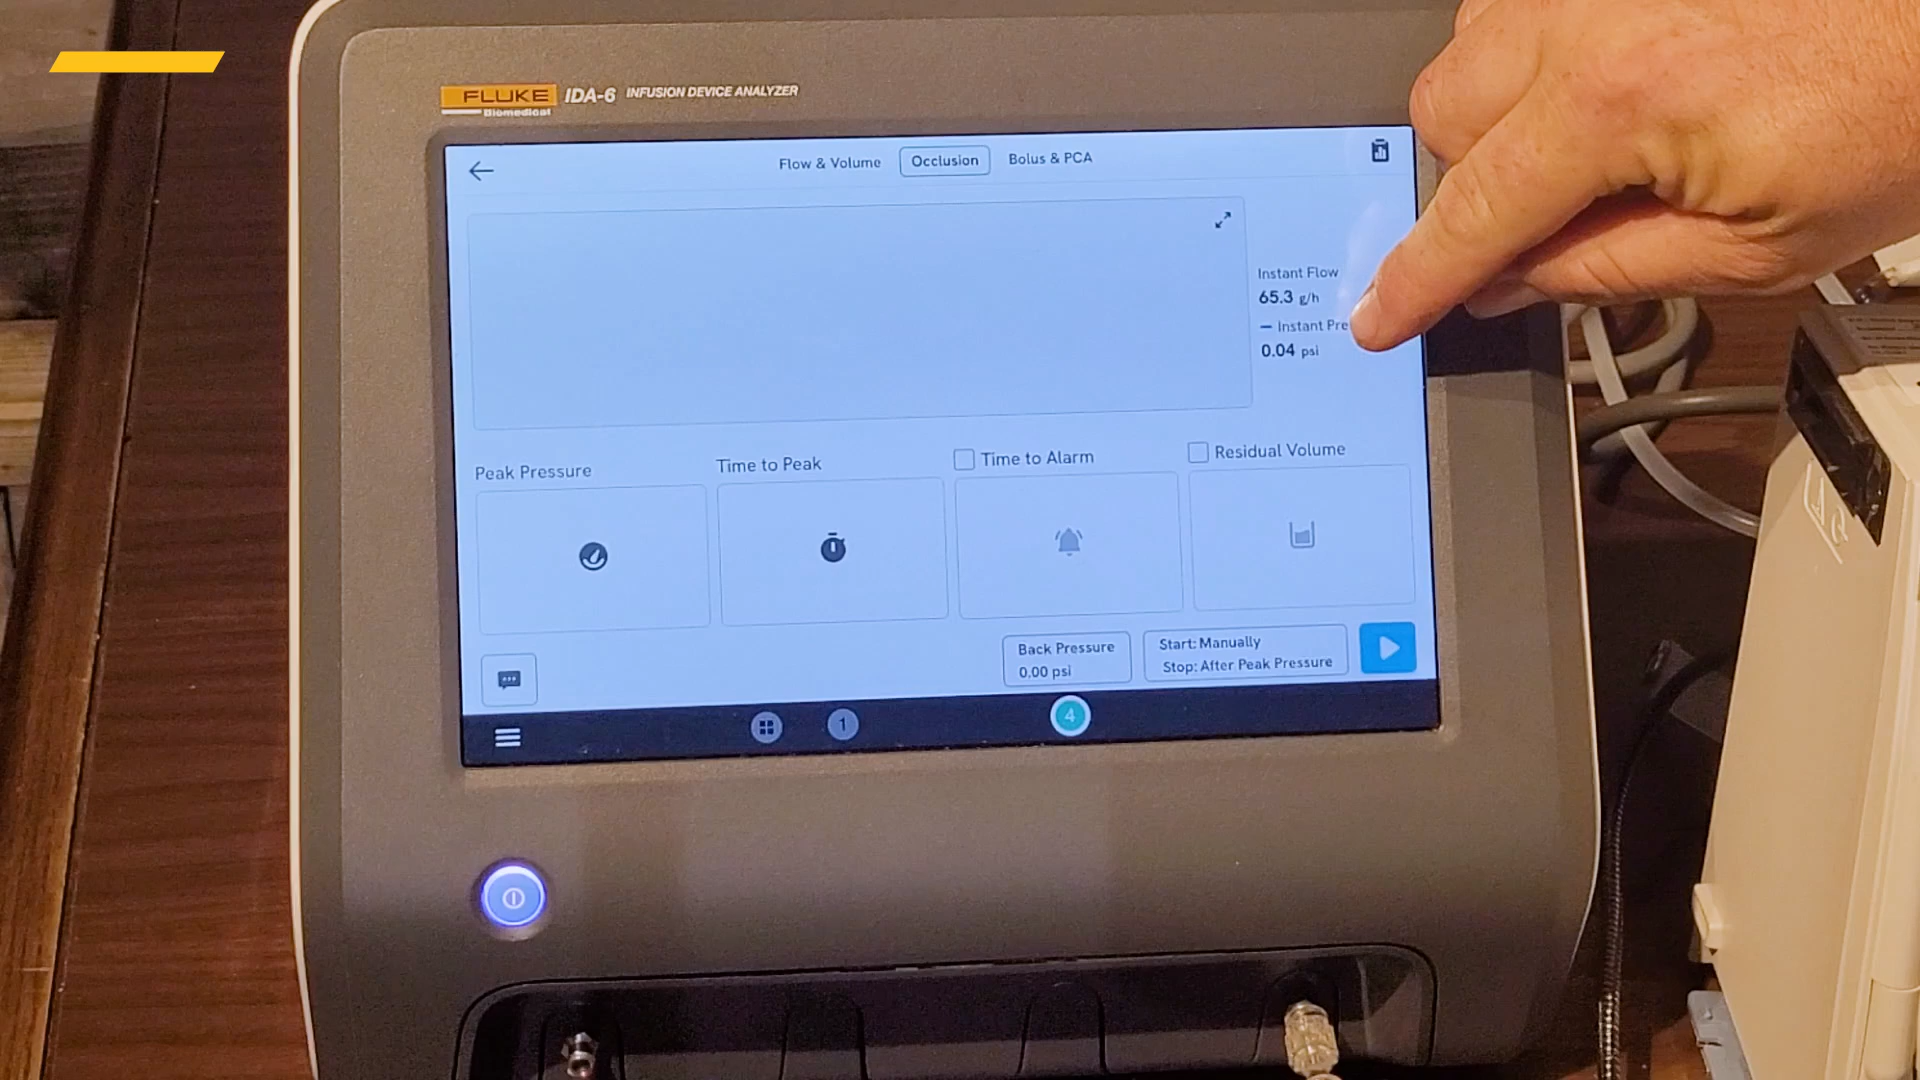 FLUKE
Biomedical
IDA-6 INFUSION DEVICE ANALYZER
Flow & Volume
Occlusion
Bolus & PCA
Instant Flow
65.3 g/h
Instant Pre
0.04 psi
Peak Pressure
Time to Peak
Time to Alarm
Residual Volume
Back Pressure
0.00 psi
Start: Manually
Stop: After Peak Pressure
1
4